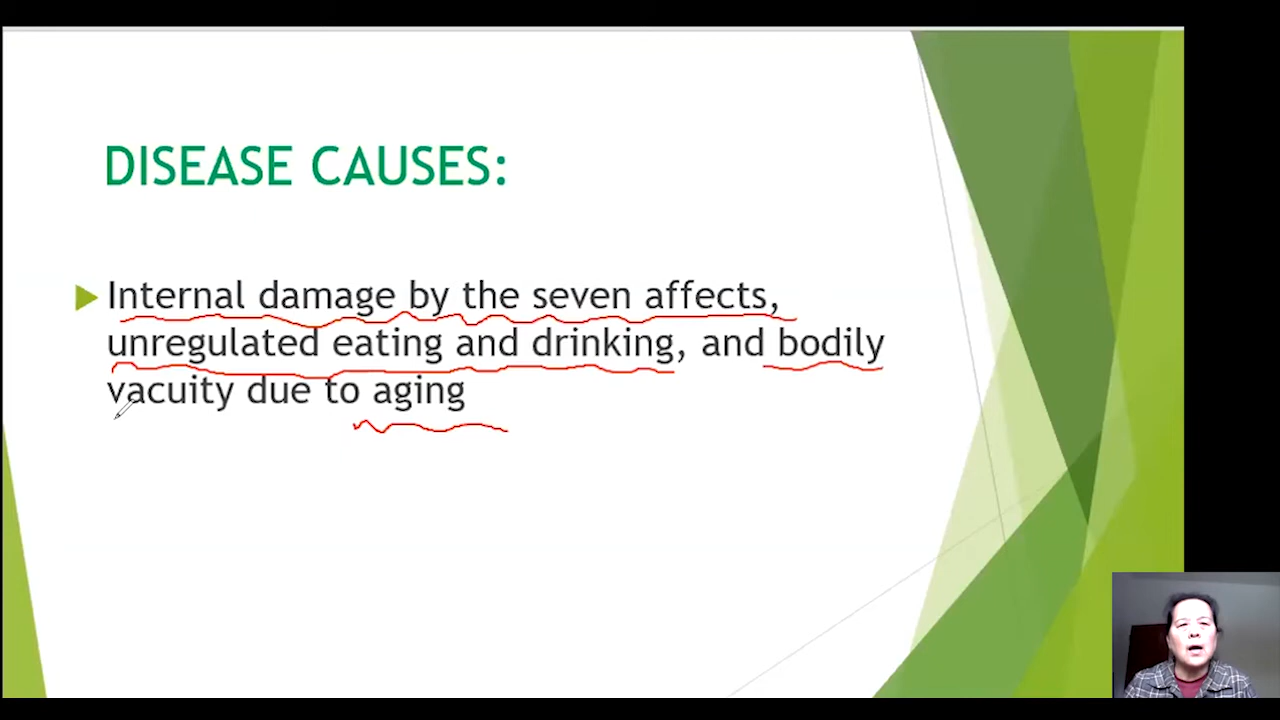 DISEASE CAUSES:
Internal damage by the seven affects,
unregulated eating and drinking, and bodily
vacuity due to aging